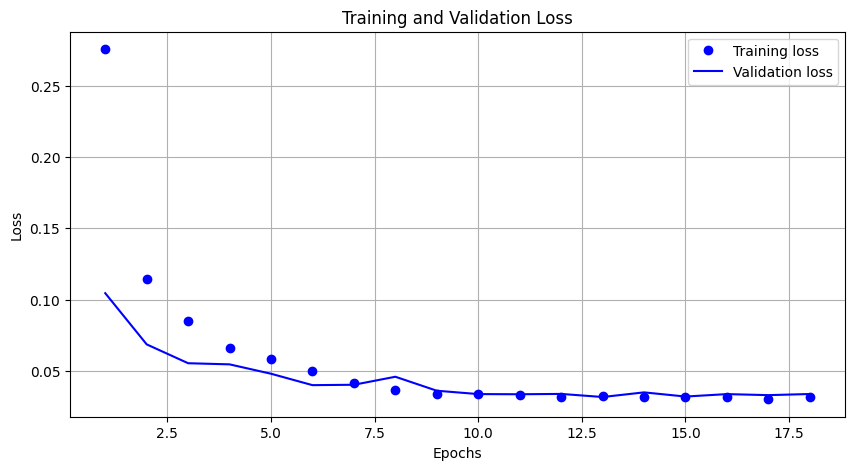 Training and Validation Loss
Training loss
Validation loss
0.25
0.20
0.15
0.10
0.05
Loss
2.5 5.0 7.5 10.0 12.5 15.0 17.5
Epochs